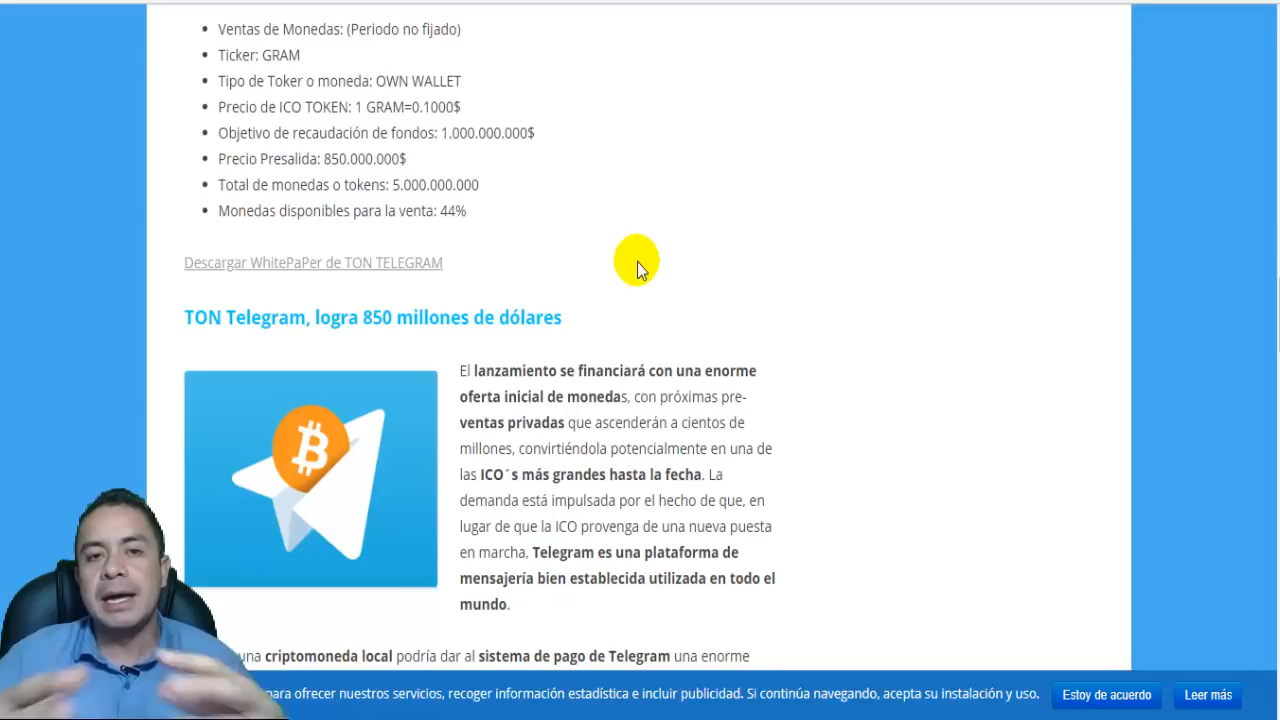 Ventas de Monedas: (Periodo no fijado)
Ticker: GRAM
Tipo de Toker o moneda: OWN WALLET
Precio de ICO TOKEN: 1 GRAM=0.1000$
Objetivo de recaudación de fondos: 1.000.000.000$
Precio Presalida: 850.000.000$
Total de monedas o tokens: 5.000.000.000
Monedas disponibles para la venta: 44%
Descargar WhitePaPer de TON TELEGRAM
TON Telegram, logra 850 millones de dólares
El lanzamiento se financiará con una enorme
oferta inicial de monedas, con próximas pre-
ventas privadas que ascenderán a cientos de
millones, convirtiéndola potencialmente en una de
las ICO´s más grandes hasta la fecha. La
demanda está impulsada por el hecho de que, en
lugar de que la ICO provenga de una nueva puesta
en marcha, Telegram es una plataforma de
mensajería bien establecida utilizada en todo el
mundo.
una criptomoneda local podría dar al sistema de pago de Telegram una enorme
para ofrecer nuestros servicios, recoger información estadística e incluir publicidad. Si continúa navegando, acepta su instalación y uso.
Estoy de acuerdo
Leer más